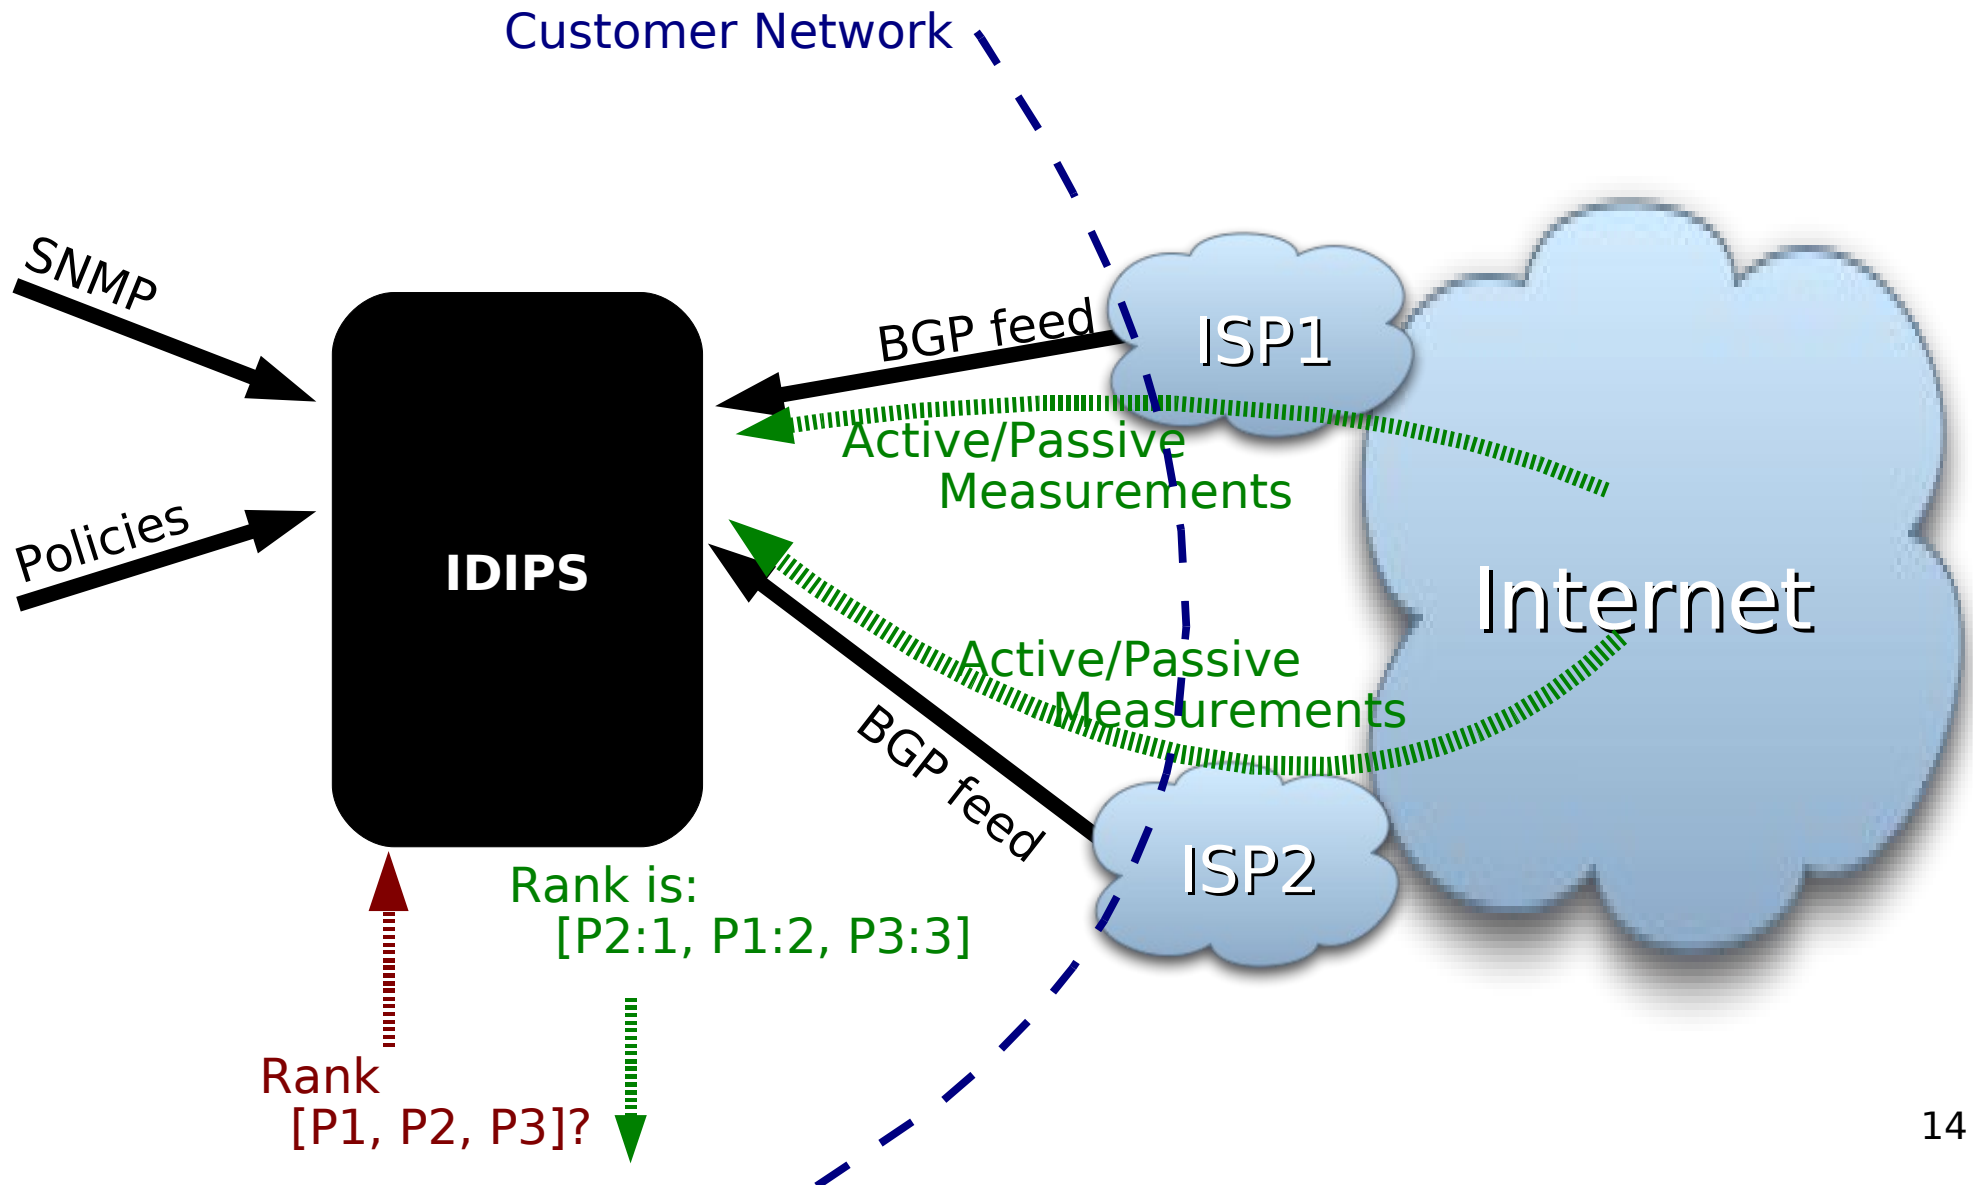 Customer Network
SNMP
BGP feed
ISP1
Active/Passive
Measurements
Policies
IDIPS
Internet
Active/Passive
Measurements
BGP feed
ISP2
Rank is:
[P2:1, P1:2, P3:3]
Rank
[P1, P2, P3]?
14